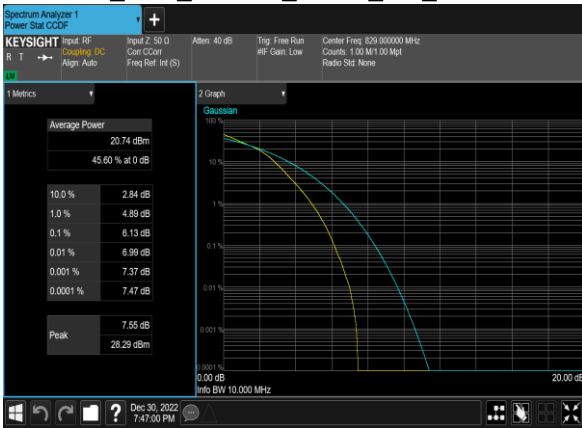 Spectrum Analyzer 1
Power Stat CCDF
+
KEYSIGHT
R T
LXI
Input: RF
Coupling: DC
Align: Auto
Input Z: 50 Ω
Corr CCorr
Freq Ref: Int (S)
Atten: 40 dB
Trig: Free Run
#IF Gain: Low
Center Freq: 829.000000 MHz
Counts: 1.00 M/1.00 Mpt
Radio Std: None
1 Metrics
Average Power
20.74 dBm
45.60 % at 0 dB
10.0 % 2.84 dB
1.0 % 4.89 dB
0.1 % 6.13 dB
0.01 % 6.99 dB
0.001 % 7.37 dB
0.0001 % 7.47 dB
Peak
7.55 dB
28.29 dBm
2 Graph
Gaussian
100 %
10 %
1 %
0.1 %
0.01 %
0.001 %
0.0001 %
0.00 dB
20.00 dB
Info BW 10.000 MHz
?
Dec 30, 2022
7:47:00 PM